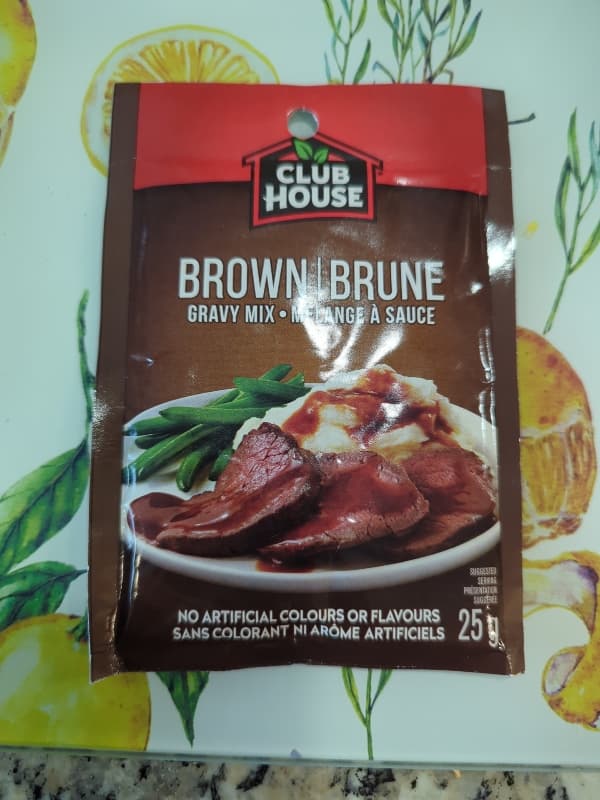 CLUB
HOUSE
BROWN | BRUNE
GRAVY MIX • MÉLANGE À SAUCE
SUGGESTED
SERVING
PRÉSENTATION
SUGGÉRÉE
NO ARTIFICIAL COLOURS OR FLAVOURS
SANS COLORANT NI ARÔME ARTIFICIELS
25 g